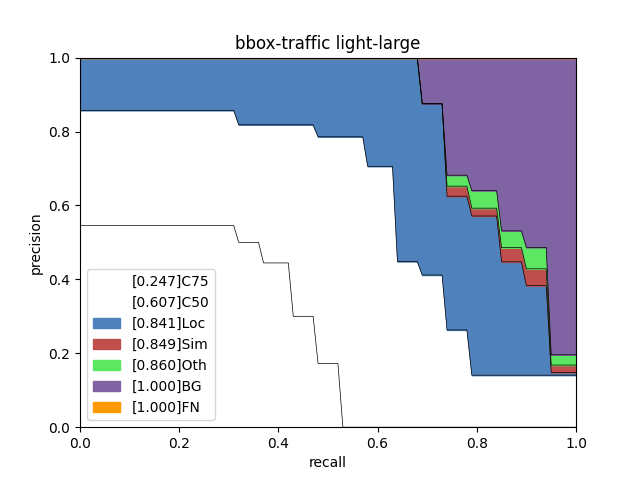 bbox-traffic light-large
1.0
0.8
0.6
0.4
0.2
0.0
precision
[0.247]C75
[0.607]C50
[0.841]Loc
[0.849]Sim
[0.860]Oth
[1.000]BG
[1.000]FN
0.0 0.2 0.4 0.6 0.8 1.0
recall